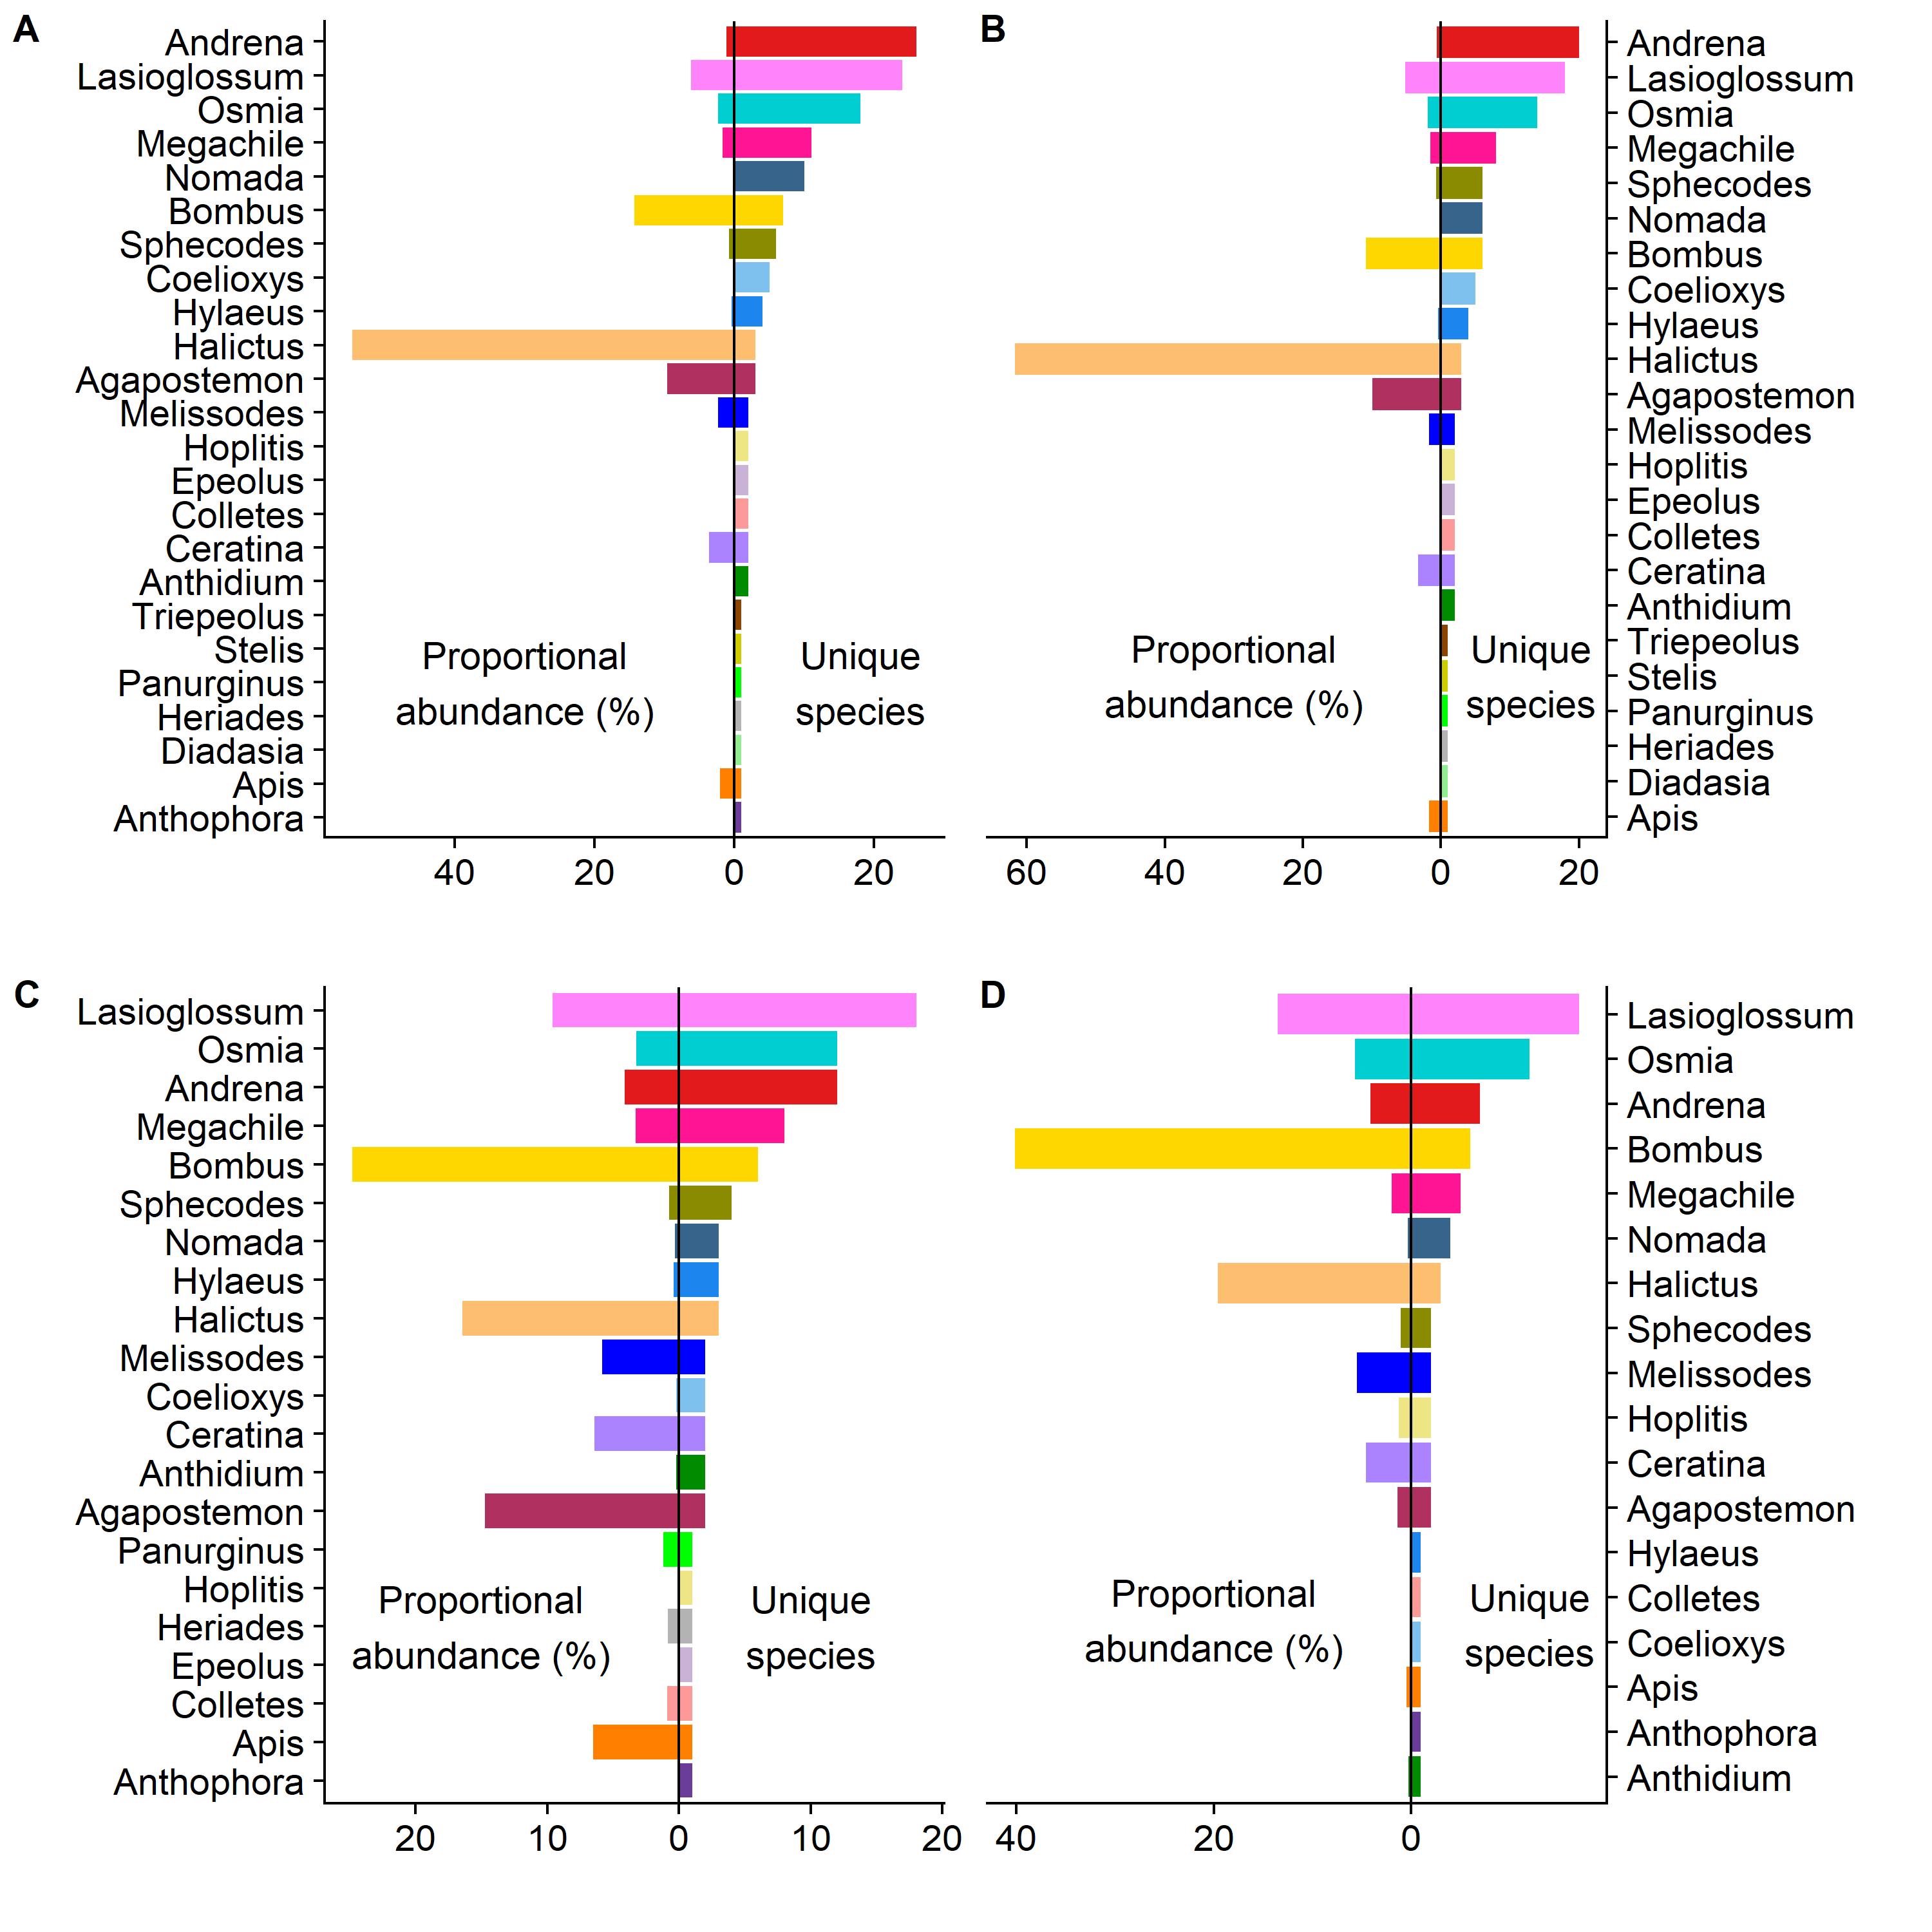 A
Andrena
Lasioglossum
Osmia
Megachile
Nomada
Bombus
Sphecodes
Coelioxys
Hylaeus
Halictus
Agapostemon
Melissodes
Hoplitis
Epeolus
Colletes
Ceratina
Anthidium
Triepeolus
Stelis
Panurginus
Heriades
Diadasia
Apis
Anthophora
Proportional
abundance (%)
Unique
species
40 20 0 20
B
Andrena
Lasioglossum
Osmia
Megachile
Sphecodes
Nomada
Bombus
Coelioxys
Hylaeus
Halictus
Agapostemon
Melissodes
Hoplitis
Epeolus
Colletes
Ceratina
Anthidium
Triepeolus
Stelis
Panurginus
Heriades
Diadasia
Apis
Proportional
abundance (%)
Unique
species
60 40 20 0 20
C
Lasioglossum
Osmia
Andrena
Megachile
Bombus
Sphecodes
Nomada
Hylaeus
Halictus
Melissodes
Coelioxys
Ceratina
Anthidium
Agapostemon
Panurginus
Hoplitis
Heriades
Epeolus
Colletes
Apis
Anthophora
Proportional
abundance (%)
Unique
species
20 10 0 10 20
D
Lasioglossum
Osmia
Andrena
Bombus
Megachile
Nomada
Halictus
Sphecodes
Melissodes
Hoplitis
Ceratina
Agapostemon
Hylaeus
Colletes
Coelioxys
Apis
Anthophora
Anthidium
Proportional
abundance (%)
Unique
species
40 20 0